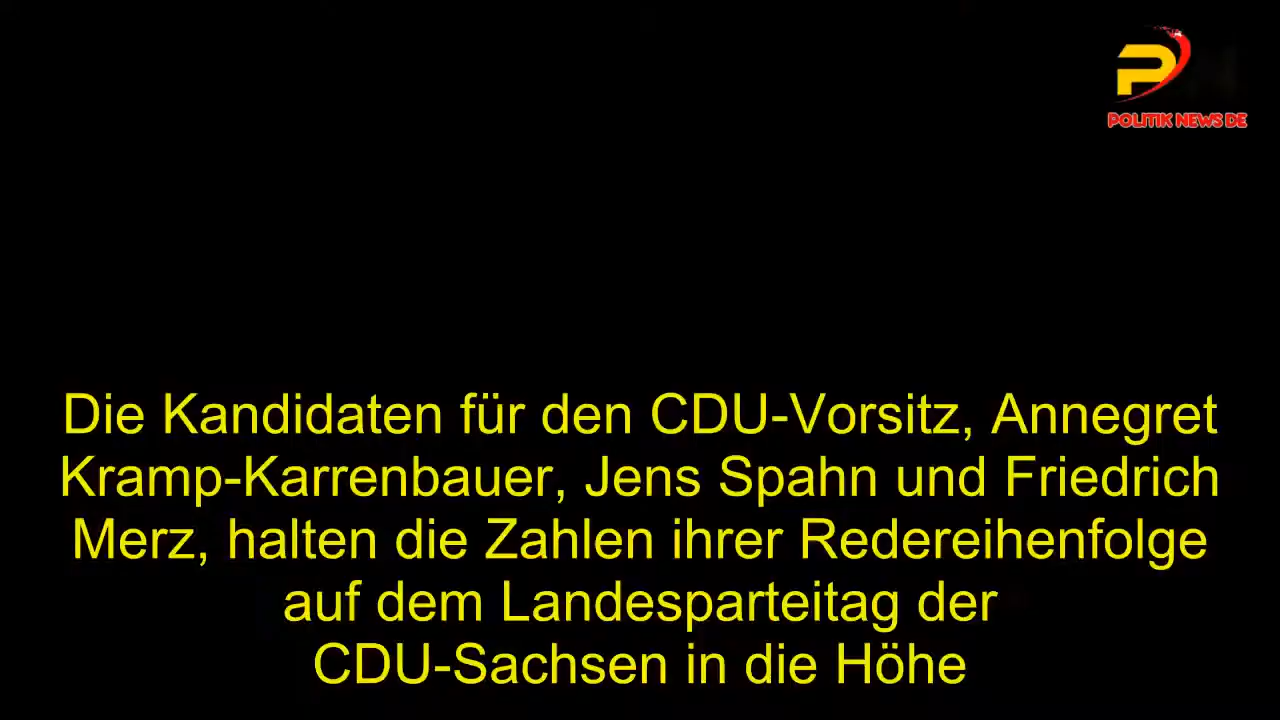 POLITIK NEWS DE
Die Kandidaten für den CDU-Vorsitz, Annegret
Kramp-Karrenbauer, Jens Spahn und Friedrich
Merz, halten die Zahlen ihrer Redereihenfolge
auf dem Landesparteitag der
CDU-Sachsen in die Höhe